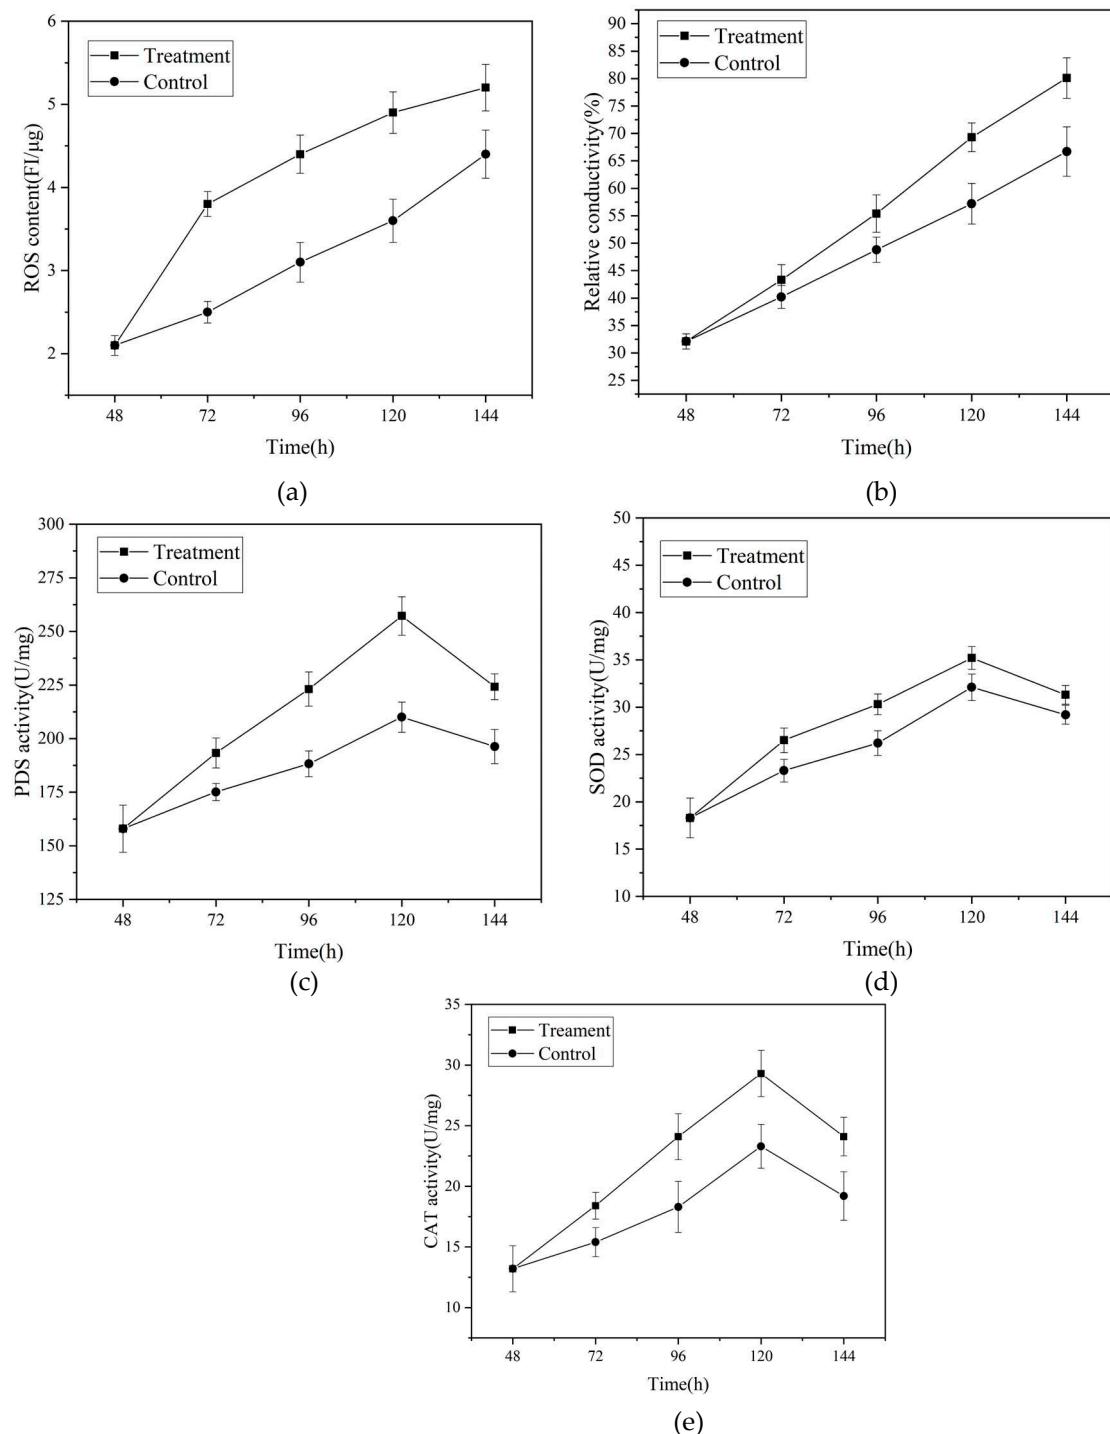 6
5
4
3
2
ROS content(FI/μg)
Treatment
Control
48 72 96 120 144
Time(h)
(a)
90
85
80
75
70
65
60
55
50
45
40
35
30
25
Relative conductivity(%)
Treatment
Control
48 72 96 120 144
Time(h)
(b)
300
275
250
225
200
175
150
125
PDS activity(U/mg)
Treatment
Control
48 72 96 120 144
Time(h)
(c)
50
45
40
35
30
25
20
15
10
SOD activity(U/mg)
Treatment
Control
48 72 96 120 144
Time(h)
(d)
35
30
25
20
15
10
CAT activity(U/mg)
Treament
Control
48 72 96 120 144
Time(h)
(e)